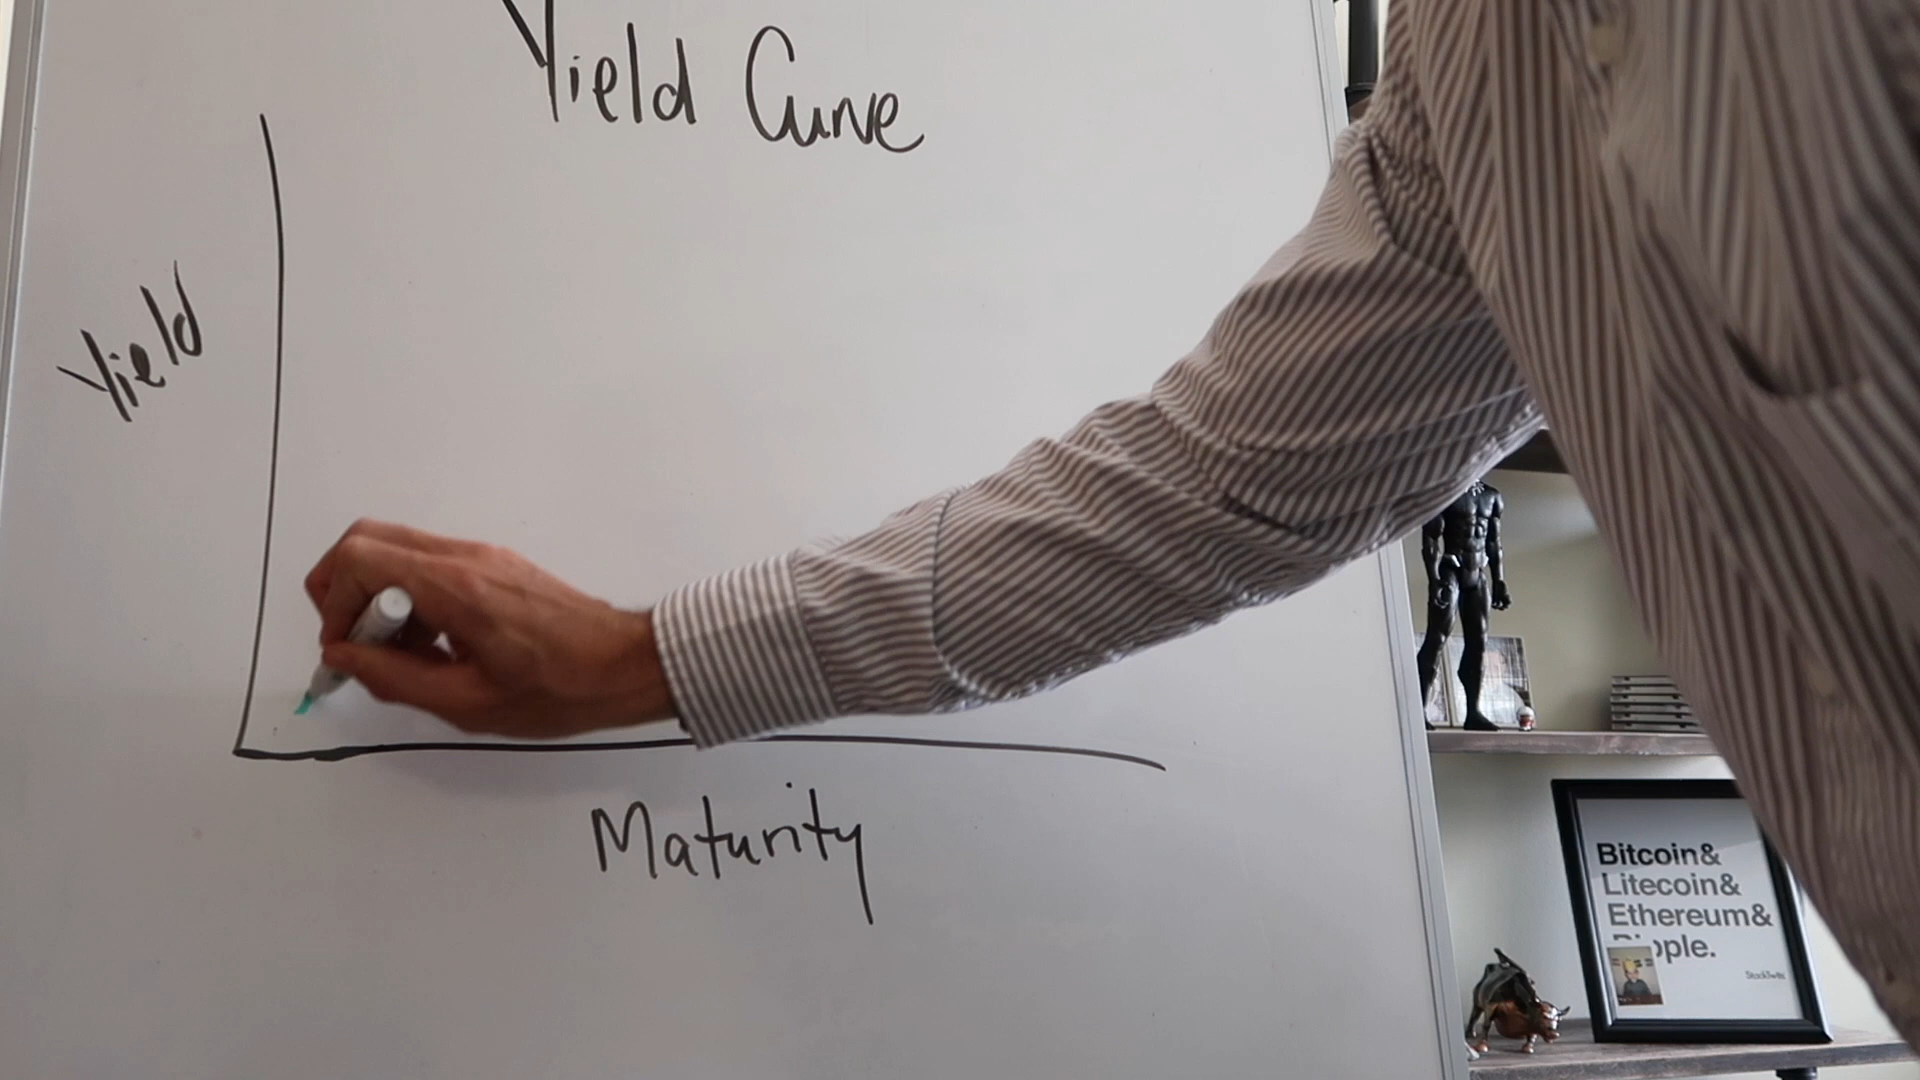 Yield Curve
Yield
Maturity
Bitcoin&
Litecoin&
Ethereum&
StockTwits